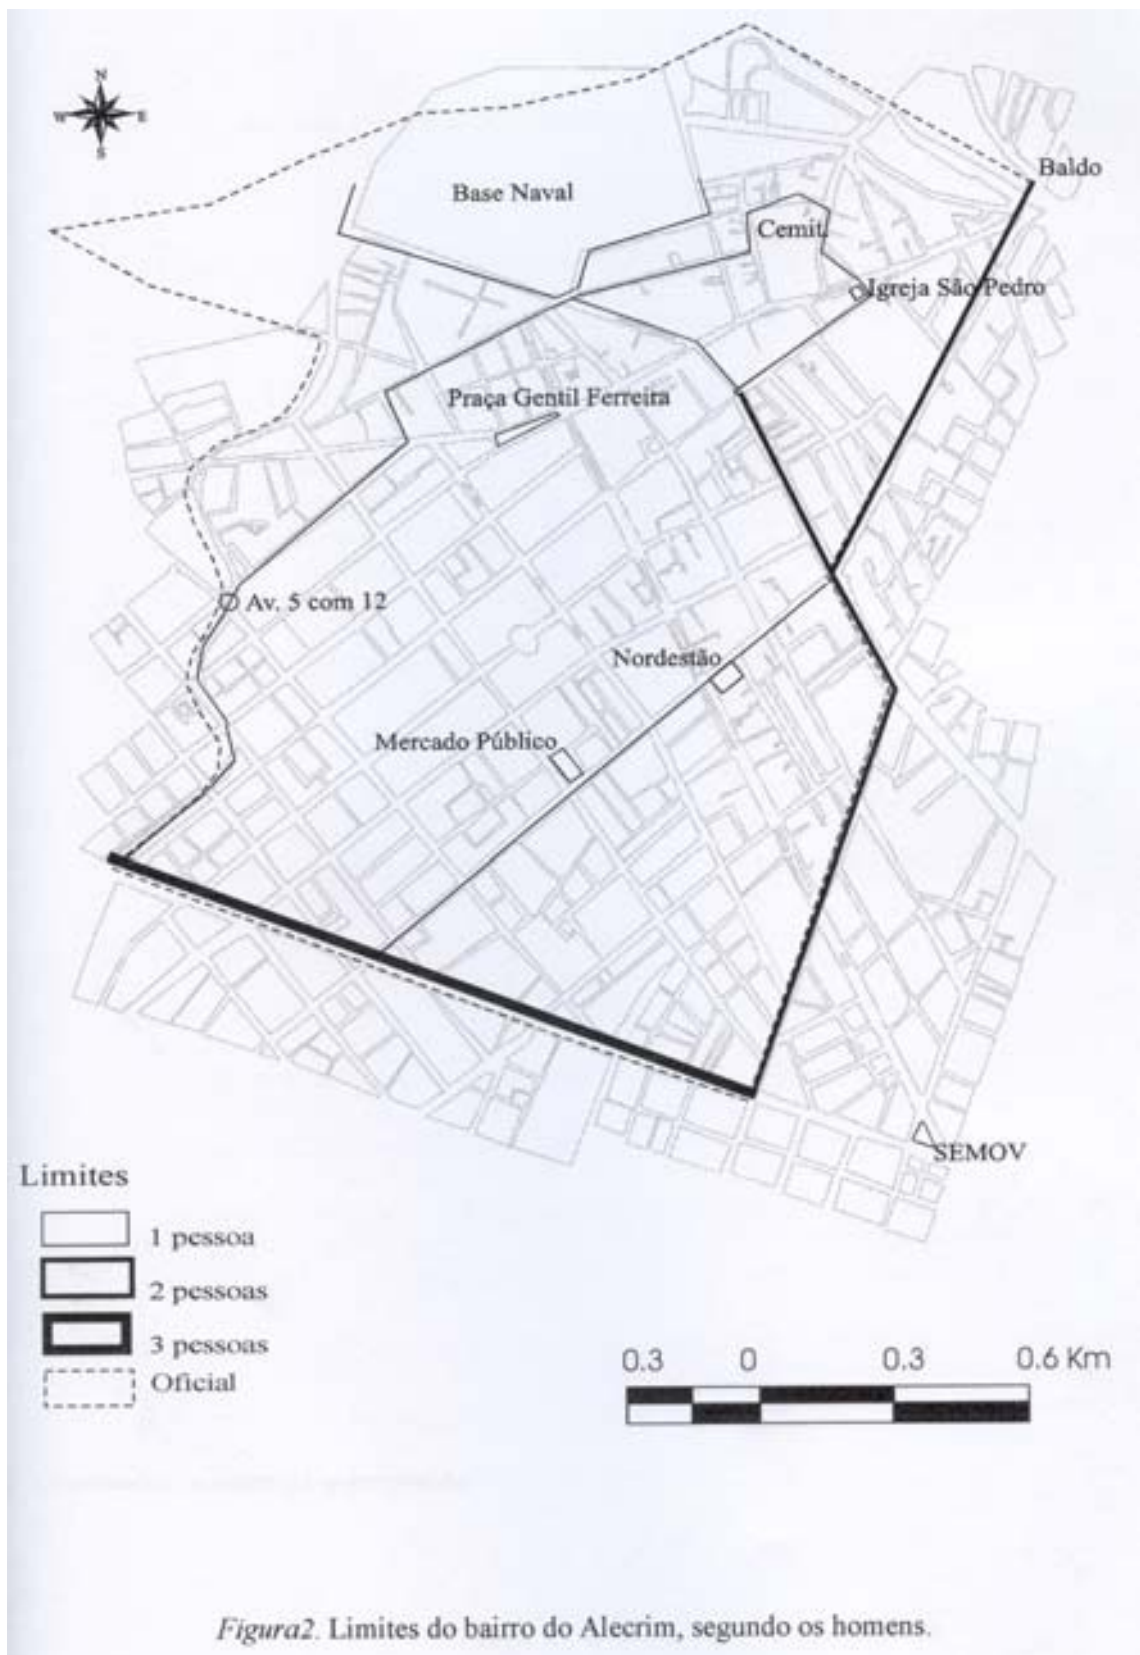 N
W E
S
Baldo
Base Naval
Cemit.
Igreja São Pedro
Praça Gentil Ferreira
Av. 5 com 12
Nordestão
Mercado Público
SEMOV
Limites
1 pessoa
2 pessoas
3 pessoas
Oficial
0.3 0 0.3 0.6 Km
Figura2. Limites do bairro do Alecrim, segundo os homens.